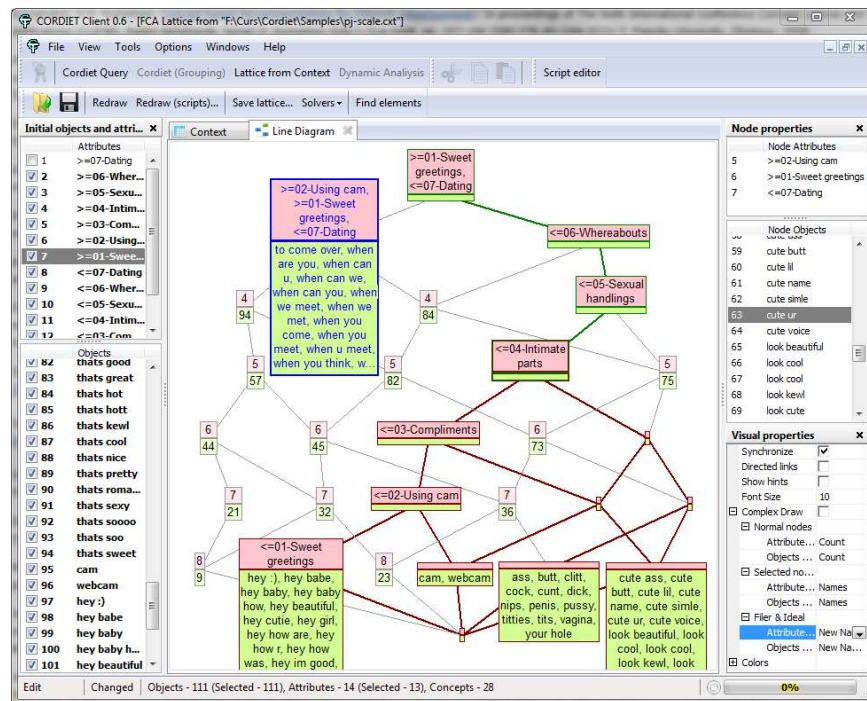 CORDIET Client 0.6 - [FCA Lattice from "F:\Curs\Cordiet\Samples\pj-scale.cxt"]
File View Tools Options Windows Help
Cordiet Query Cordiet (Grouping) Lattice from Context Dynamic Analiysis Script editor
Redraw Redraw (scripts)... Save lattice... Solvers Find elements
Initial objects and attri...
Attributes
1 >=07-Dating
2 >=06-Wher...
3 >=05-Sexu...
4 >=04-Intim...
5 >=03-Com...
6 >=02-Using...
7 >=01-Swee...
8 <=07-Dating
9 <=06-Wher...
10 <=05-Sexu...
11 <=04-Intim...
12 <=03-Com
Objects
82 thats good
83 thats great
84 thats hot
85 thats hott
86 thats kewl
87 thats cool
88 thats nice
89 thats pretty
90 thats roma...
91 thats sexy
92 thats soooo
93 thats soo
94 thats sweet
95 cam
96 webcam
97 hey :)
98 hey babe
99 hey baby
100 hey baby h...
101 hey beautiful
Context Line Diagram
>=01-Sweet
greetings,
<=07-Dating
>=02-Using cam,
>=01-Sweet
greetings,
<=07-Dating
to come over, when
are you, when can
u, when can we,
when can you, when
we meet, when we
met, when you
come, when you
meet, when u meet,
when you think, w...
<=06-Whereabouts
<=05-Sexual
handlings
4
94
4
84
<=04-Intimate
parts
5
57
5
82
5
75
6
44
6
45
<=03-Compliments
6
73
7
21
7
32
<=02-Using cam
7
36
8
9
<=01-Sweet
greetings
hey :), hey babe,
hey baby, hey baby
how, hey beautiful,
hey cutie, hey girl,
hey how are, hey
how r, hey how
was, hey im good,
8
23
cam, webcam
ass, butt, clitt,
cock, cunt, dick,
nips, penis, pussy,
titties, tits, vagina,
your hole
cute ass, cute
butt, cute lil, cute
name, cute simle,
cute ur, cute voice,
look beautiful, look
cool, look cool,
look kewl, look
Node properties
Node Attributes
5 >=02-Using cam
6 >=01-Sweet greetings
7 <=07-Dating
Node Objects
58 cute ass
59 cute butt
60 cute lil
61 cute name
62 cute simle
63 cute ur
64 cute voice
65 look beautiful
66 look cool
67 look cool
68 look kewl
69 look cute
Visual properties
Synchronize
Directed links
Show hints
Font Size 10
Complex Draw
Normal nodes
Attribute... Count
Objects ... Count
Selected no...
Attribute... Names
Objects ... Names
Filer & Ideal
Attribute... New Na
Objects ... New Na...
Colors
Edit Changed Objects - 111 (Selected - 111), Attributes - 14 (Selected - 13), Concepts - 28 0%